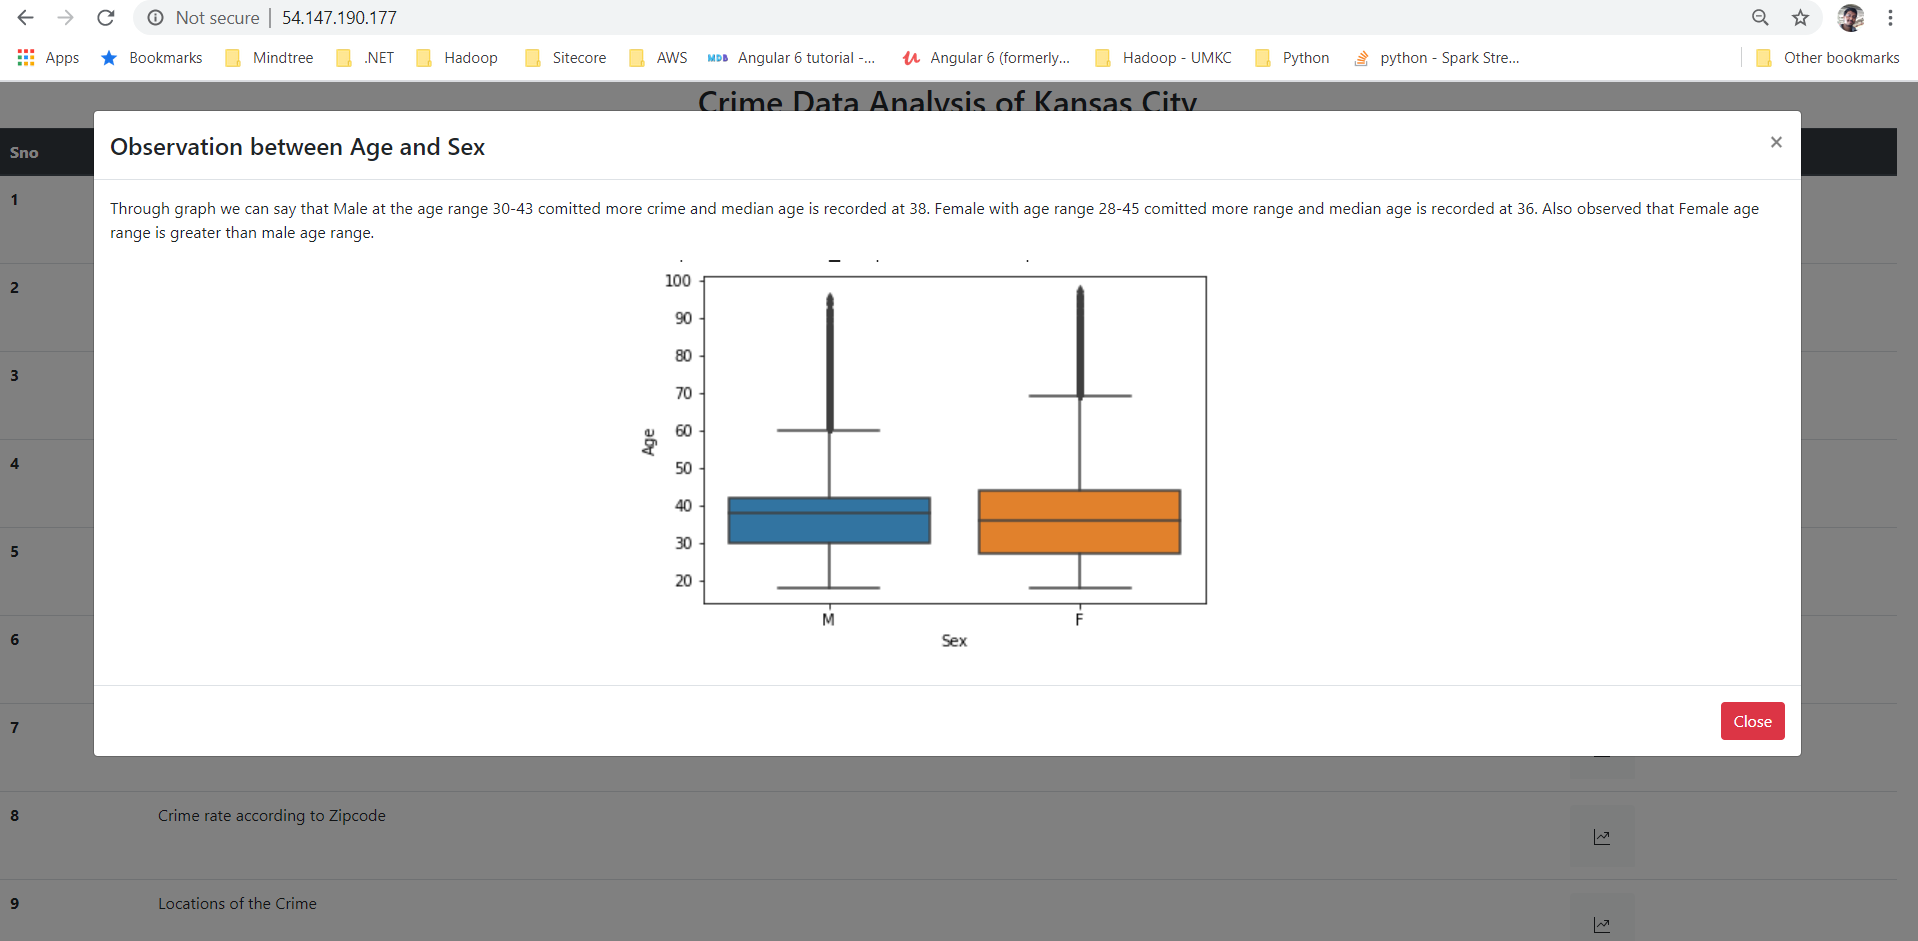 Not secure | 54.147.190.177
Apps Bookmarks Mindtree .NET Hadoop Sitecore AWS MDB Angular 6 tutorial -... Angular 6 (formerly... Hadoop - UMKC Python python - Spark Stre... Other bookmarks
Crime Data Analysis of Kansas City
Sno
Observation between Age and Sex
×
Through graph we can say that Male at the age range 30-43 comitted more crime and median age is recorded at 38. Female with age range 28-45 comitted more range and median age is recorded at 36. Also observed that Female age
range is greater than male age range.
100
90
80
70
60
50
40
30
20
Age
M F
Sex
Close
1
2
3
4
5
6
7
8 Crime rate according to Zipcode
9 Locations of the Crime